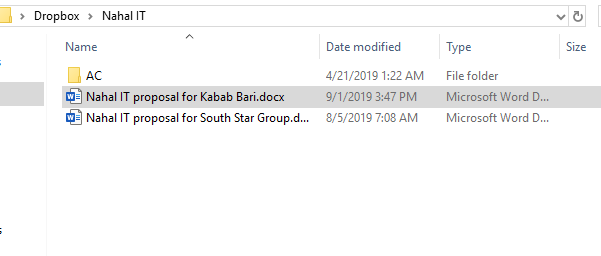 Dropbox > Nahal IT
Name Date modified Type Size
AC 4/21/2019 1:22 AM File folder
Nahal IT proposal for Kabab Bari.docx 9/1/2019 3:47 PM Microsoft Word D...
Nahal IT proposal for South Star Group.d... 8/5/2019 7:08 AM Microsoft Word D...